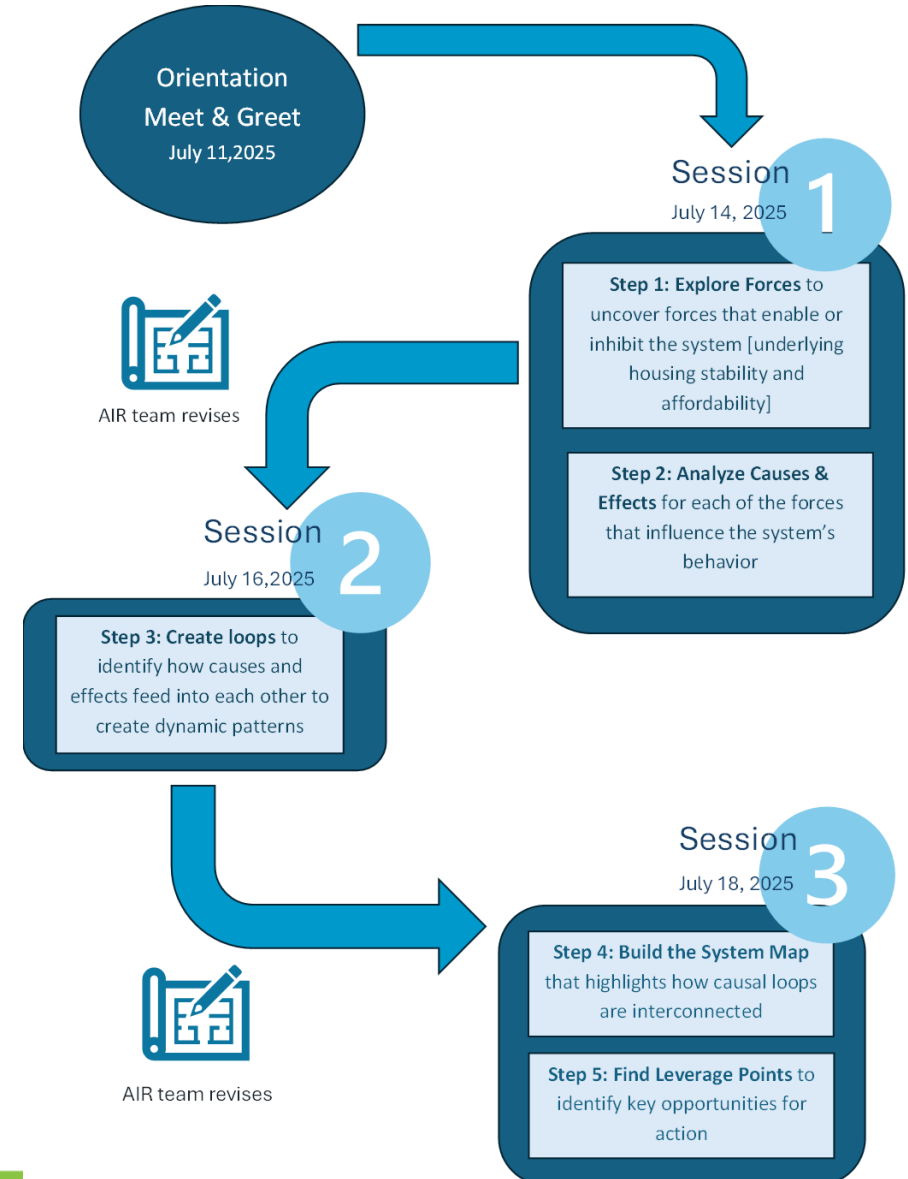 Orientation
Meet & Greet
July 11,2025
Session
1
July 14, 2025
Step 1: Explore Forces to
uncover forces that enable or
inhibit the system [underlying
housing stability and
affordability]
Step 2: Analyze Causes &
Effects for each of the forces
that influence the system's
behavior
AIR team revises
Session
2
July 16,2025
Step 3: Create loops to
identify how causes and
effects feed into each other to
create dynamic patterns
AIR team revises
Session
3
July 18, 2025
Step 4: Build the System Map
that highlights how causal loops
are interconnected
Step 5: Find Leverage Points to
identify key opportunities for
action